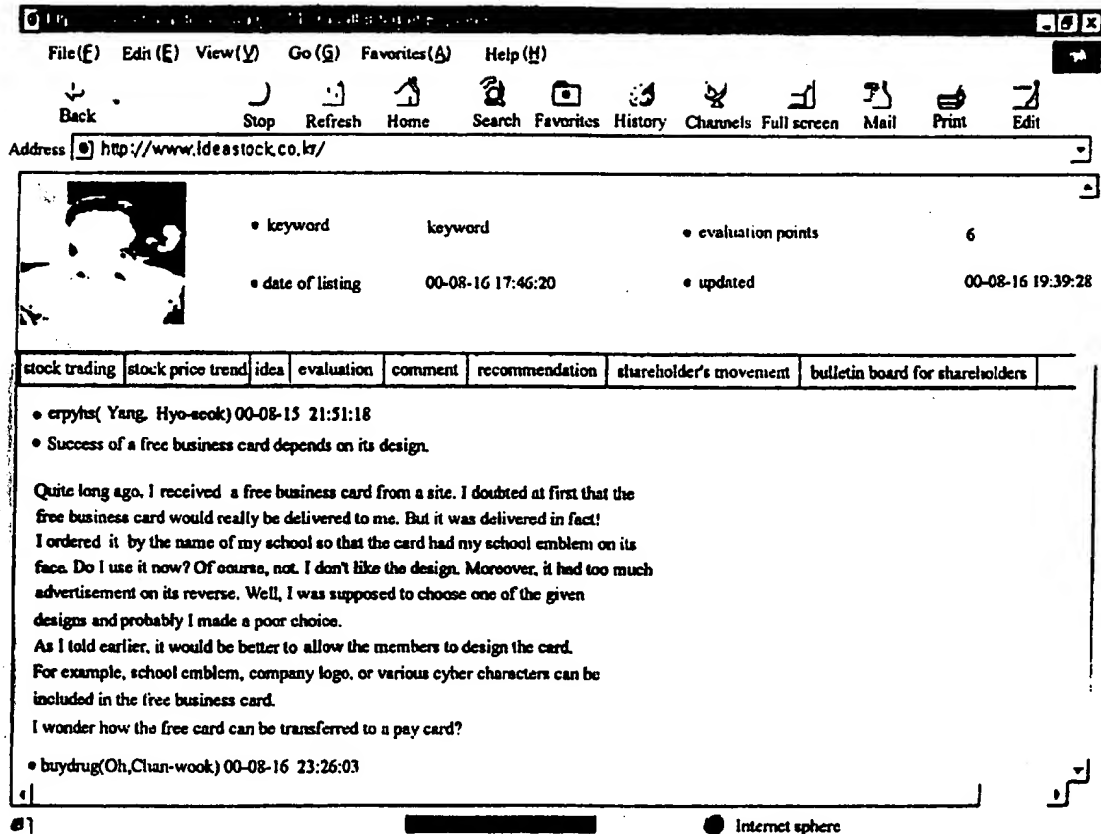 File(F) Edit (E) View(V) Go (G) Favorites(A) Help (H)
Back Stop Refresh Home Search Favorites History Channels Full screen Mail Print Edit
Address http://www.ideastock.co.kr/
• keyword keyword • evaluation points 6
• date of listing 00-08-16 17:46:20 • updated 00-08-16 19:39:28
stock trading stock price trend idea evaluation comment recommendation shareholder's movement bulletin board for shareholders
• erpyhs( Yang, Hyo-seok) 00-08-15 21:51:18
• Success of a free business card depends on its design.
Quite long ago, I received a free business card from a site. I doubted at first that the
free business card would really be delivered to me. But it was delivered in fact!
I ordered it by the name of my school so that the card had my school emblem on its
face. Do I use it now? Of course, not. I don't like the design. Moreover, it had too much
advertisement on its reverse. Well, I was supposed to choose one of the given
designs and probably I made a poor choice.
As I told earlier, it would be better to allow the members to design the card.
For example, school emblem, company logo, or various cyber characters can be
included in the free business card.
I wonder how the free card can be transferred to a pay card?
• buydrug(Oh,Chan-wook) 00-08-16 23:26:03
Internet sphere